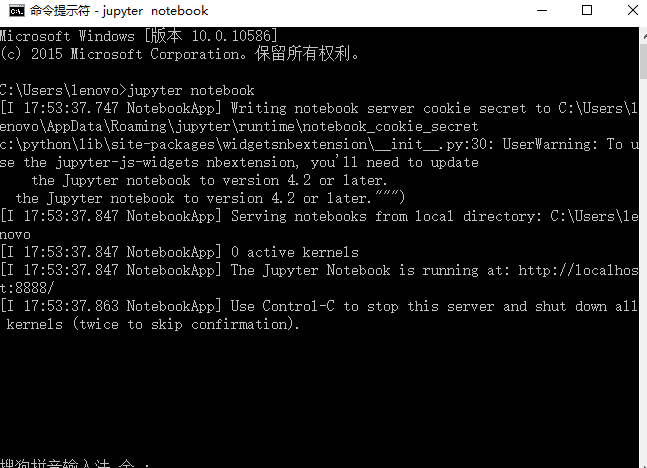 命令提示符 - jupyter  notebook
Microsoft Windows [版本 10.0.10586]
(c) 2015 Microsoft Corporation。保留所有权利。
C:\Users\lenovo>jupyter notebook
[I 17:53:37.747 NotebookApp] Writing notebook server cookie secret to C:\Users\l
enovo\AppData\Roaming\jupyter\runtime\notebook_cookie_secret
c:\python\lib\site-packages\widgetsnbextension\__init__.py:30: UserWarning: To u
se the jupyter-js-widgets nbextension, you'll need to update
    the Jupyter notebook to version 4.2 or later.
  the Jupyter notebook to version 4.2 or later.""")
[I 17:53:37.847 NotebookApp] Serving notebooks from local directory: C:\Users\le
novo
[I 17:53:37.847 NotebookApp] 0 active kernels
[I 17:53:37.847 NotebookApp] The Jupyter Notebook is running at: http://localhos
t:8888/
[I 17:53:37.863 NotebookApp] Use Control-C to stop this server and shut down all
 kernels (twice to skip confirmation).
搜狗拼音输入法 全 :